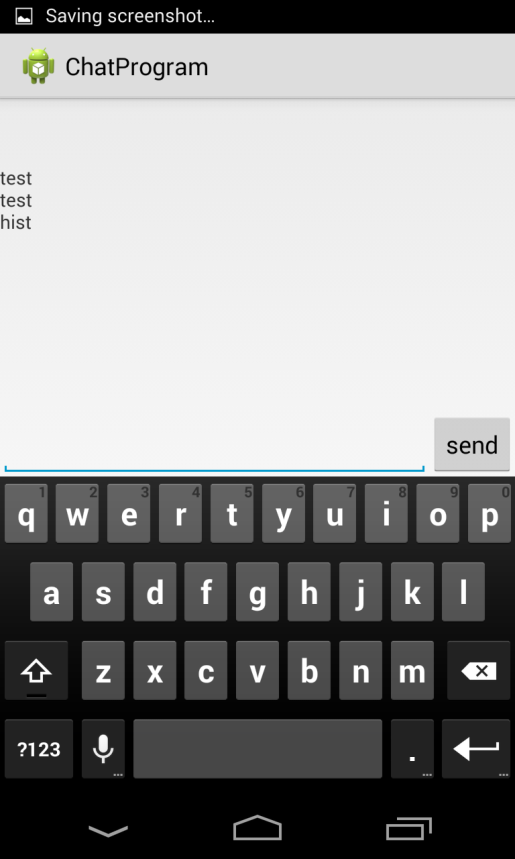 Saving screenshot...
ChatProgram
test
test
hist
send
1 2 3 4 5 6 7 8 9 0
q w e r t y u i o p
a s d f g h j k l
z x c v b n m
?123 .